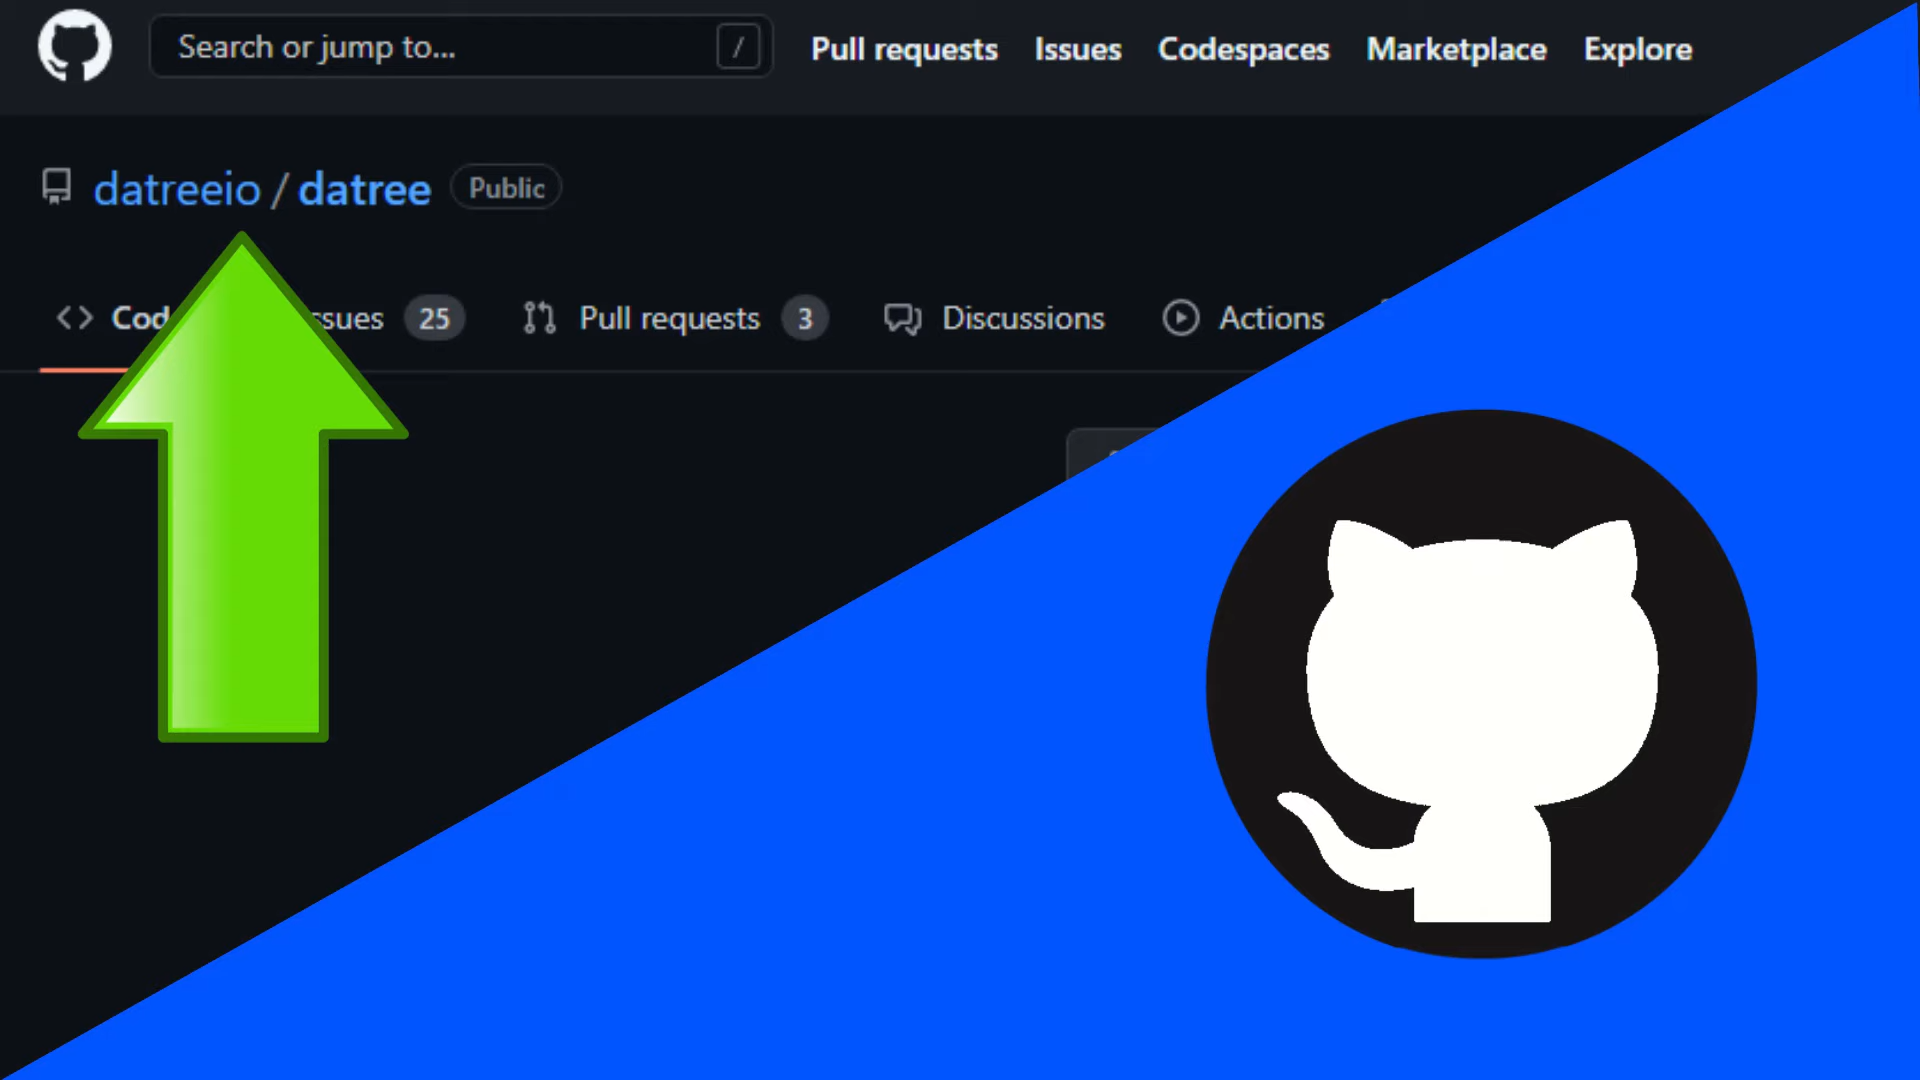 Search or jump to... /
Pull requests Issues Codespaces Marketplace Explore
datreeio / datree Public
Cod ssues 25 Pull requests 3 Discussions Actions